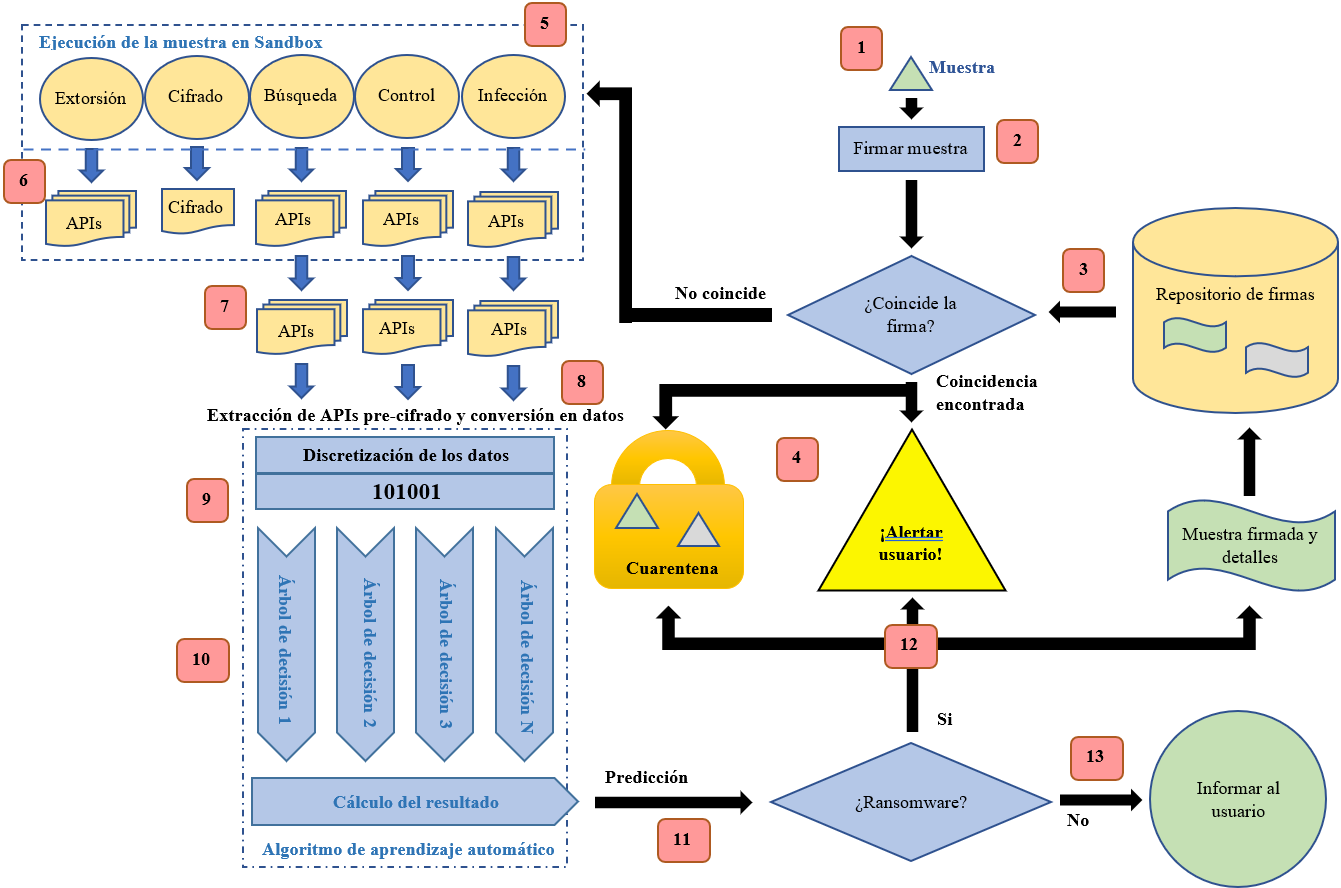 1
Muestra
Firmar muestra
2
¿Coincide la
firma?
3
Repositorio de firmas
No coincide
Coincidencia
encontrada
4
Cuarentena
¡Alertar
usuario!
Muestra firmada y
detalles
5
Ejecución de la muestra en Sandbox
Extorsión
Cifrado
Búsqueda
Control
Infección
6
APIs
Cifrado
APIs
APIs
APIs
7
APIs
APIs
APIs
8
Extracción de APIs pre-cifrado y conversión en datos
Discretización de los datos
9
101001
10
Árbol de decisión 1
Árbol de decisión 2
Árbol de decisión 3
Árbol de decisión N
Cálculo del resultado
Algoritmo de aprendizaje automático
Predicción
11
¿Ransomware?
12
Si
13
No
Informar al
usuario